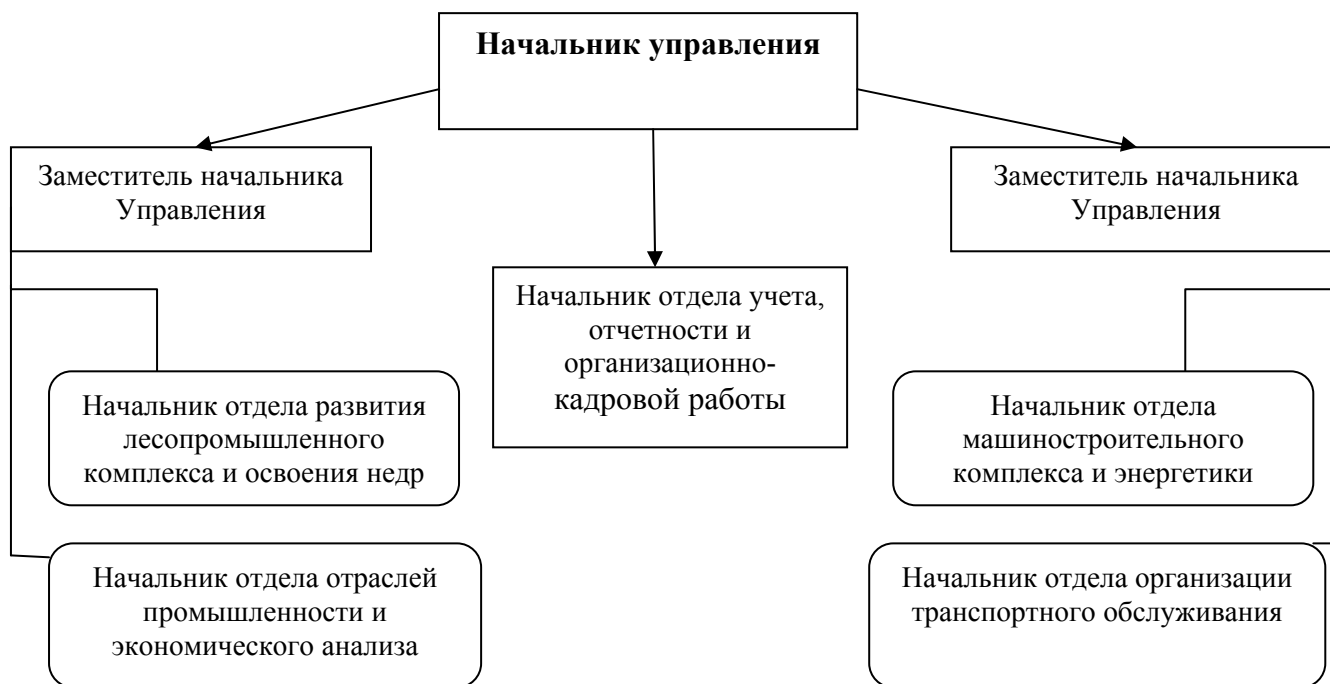 Начальник управления
Заместитель начальника
Управления
Заместитель начальника
Управления
Начальник отдела учета,
отчетности и
организационно-
кадровой работы
Начальник отдела развития
лесопромышленного
комплекса и освоения недр
Начальник отдела
машиностроительного
комплекса и энергетики
Начальник отдела отраслей
промышленности и
экономического анализа
Начальник отдела организации
транспортного обслуживания